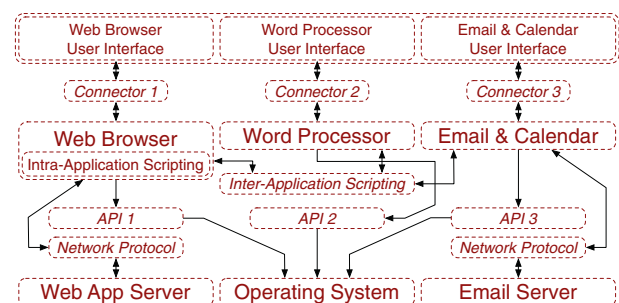 Web Browser
User Interface
Word Processor
User Interface
Email & Calendar
User Interface
Connector 1
Connector 2
Connector 3
Web Browser
Word Processor
Email & Calendar
Intra-Application Scripting
Inter-Application Scripting
API 1
API 2
API 3
Network Protocol
Network Protocol
Web App Server
Operating System
Email Server